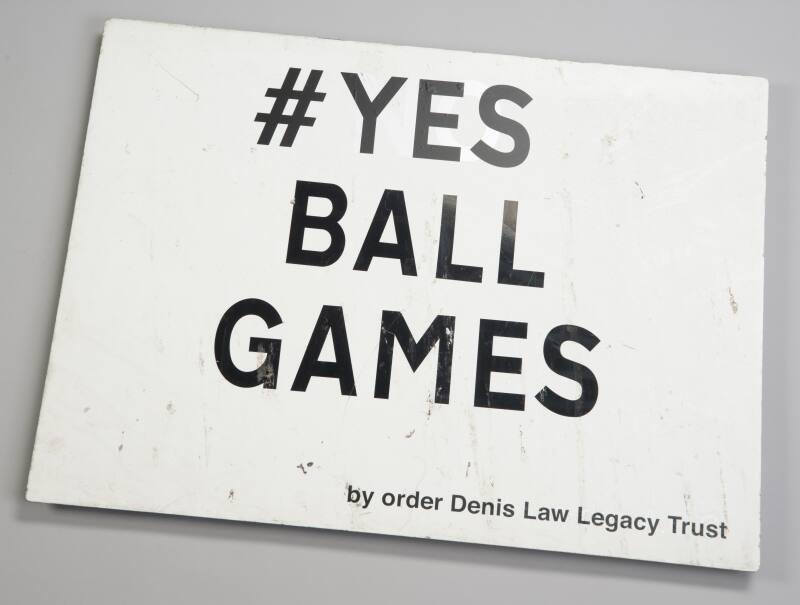 #YES
BALL
GAMES
by order Denis Law Legacy Trust